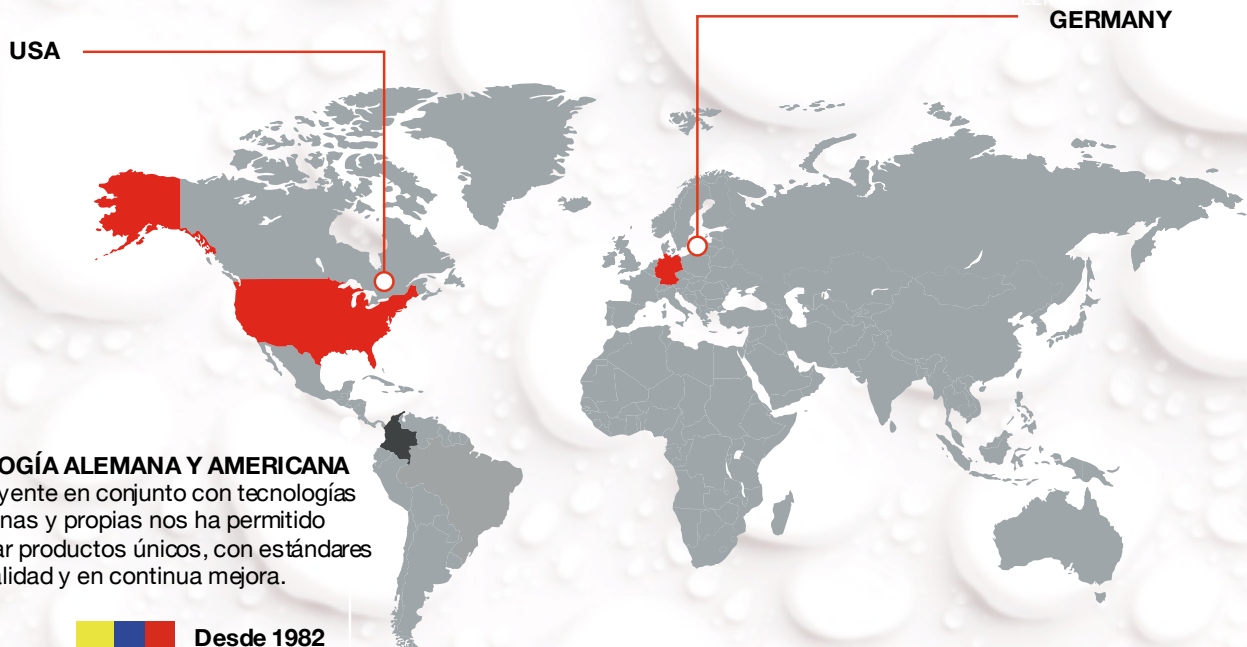 GERMANY
USA
OGÍA ALEMANA Y AMERICANA
yente en conjunto con tecnologías
nas y propias nos ha permitido
ar productos únicos, con estándares
alidad y en continua mejora.
Desde 1982